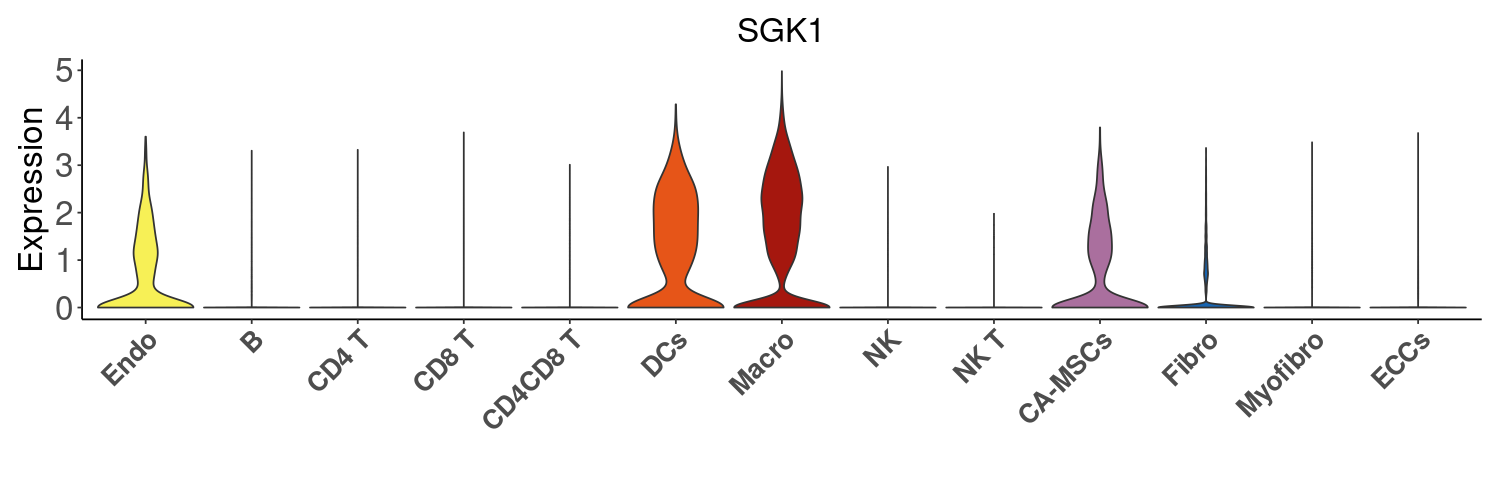 SGK1
Expression
5
4
3
2
1
0
Endo
B
CD4 T
CD8 T
CD4CD8 T
DCs
Macro
NK
NK T
CA-MSCs
Fibro
Myofibro
ECCs